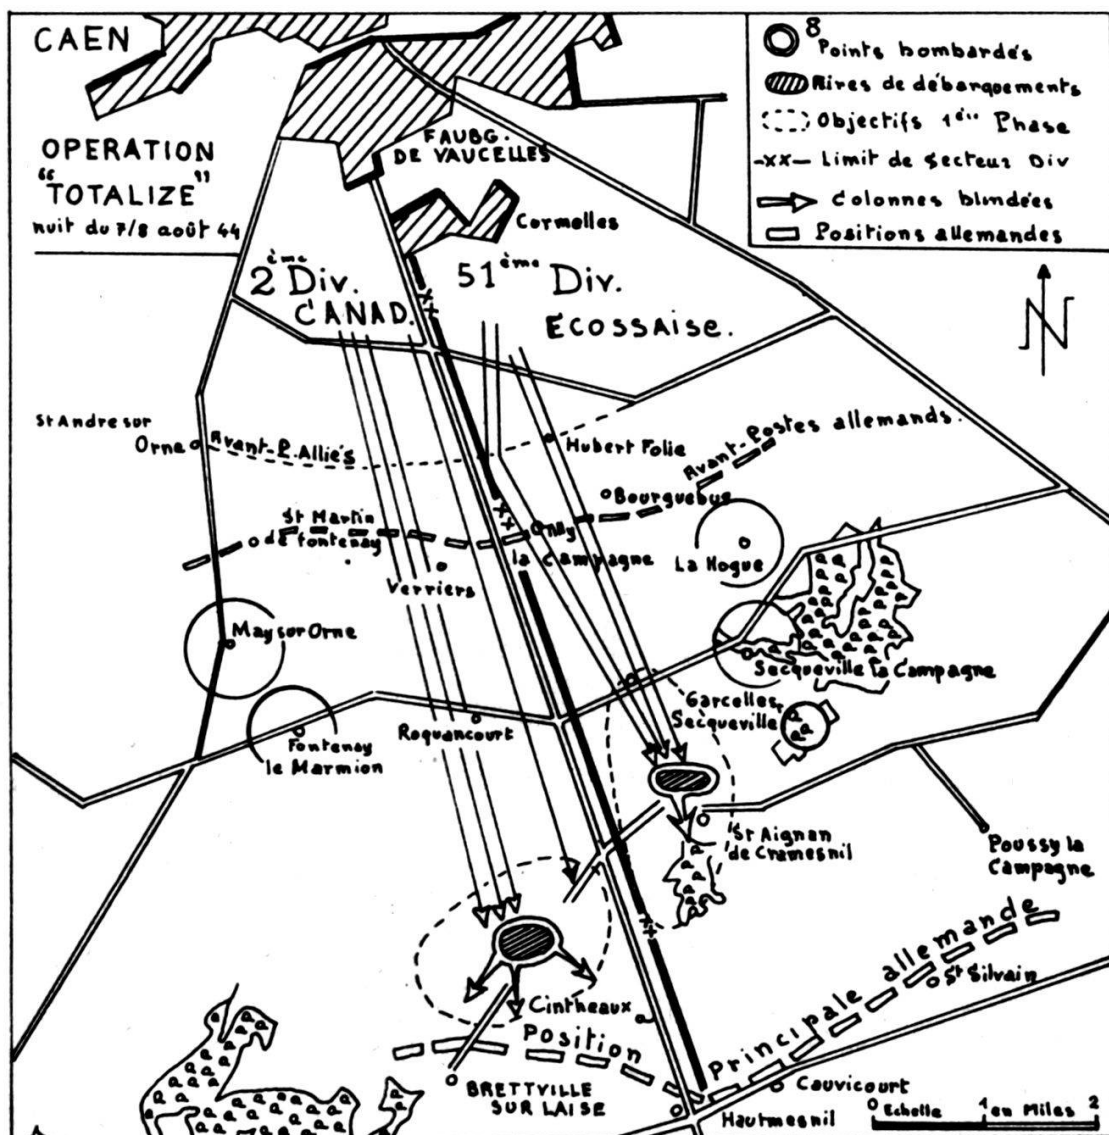 CAEN
OPERATION
"TOTALIZE"
nuit du 7/8 août 44
8
Points bombardés
Aires de débarquements
Objectifs 1ère Phase
-xx- Limit de Secteur Div
Colonnes blindées
Positions allemandes
FAUBG.
DE VAUCELLES
Cormelles
2ème Div.
CANAD.
51ème Div.
ECOSSAISE.
N
St Andre sur
Orne
Avant-P. Alliés
Hubert Folie
Avant-Postes allemands.
Bourguebus
St Martin
de Fontenay
la Campagne
La Hogue
Verriers
May sur Orne
Secqueville la Campagne
Garcelles
Secqueville
Roquancourt
Fontenay
le Marmion
St Aignan
de Cramesnil
Poussy la
Campagne
Cintheaux
Position
Principale allemande
St Silvain
BRETTVILLE
SUR LAISE
Cauvicourt
Hautmesnil
0 Echelle 1 en Miles 2